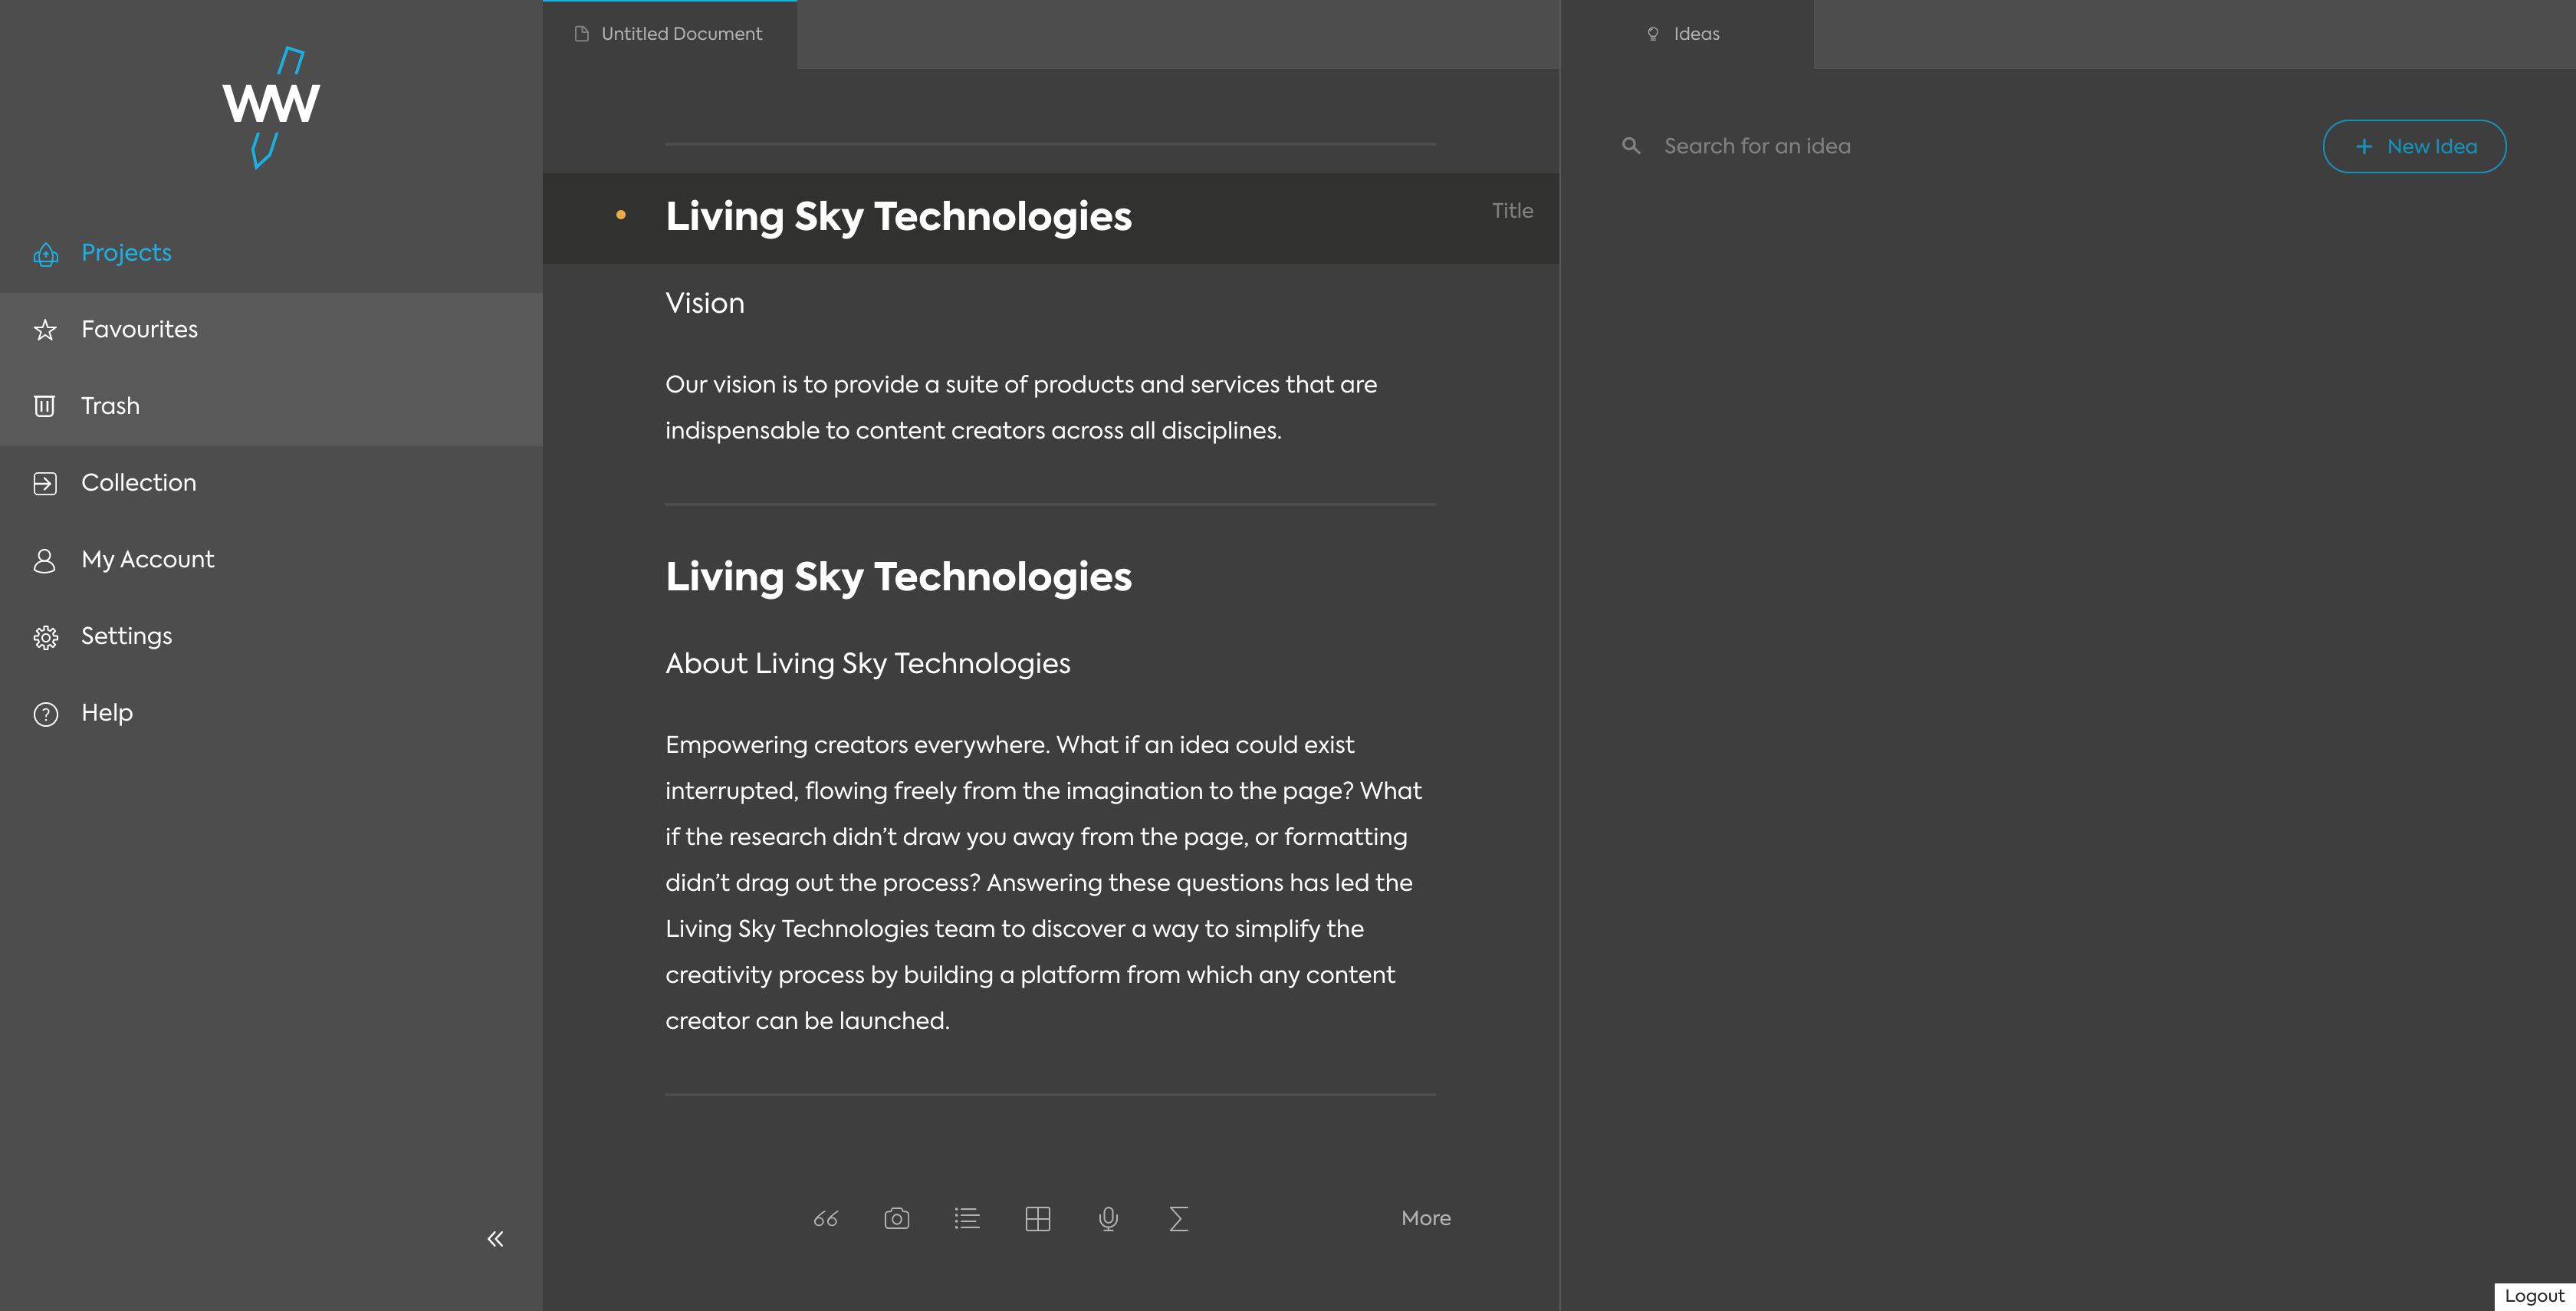 WW
Projects
Favourites
Trash
Collection
My Account
Settings
Help
Untitled Document
Living Sky Technologies
Title
Vision
Our vision is to provide a suite of products and services that are
indispensable to content creators across all disciplines.
Living Sky Technologies
About Living Sky Technologies
Empowering creators everywhere. What if an idea could exist
interrupted, flowing freely from the imagination to the page? What
if the research didn’t draw you away from the page, or formatting
didn’t drag out the process? Answering these questions has led the
Living Sky Technologies team to discover a way to simplify the
creativity process by building a platform from which any content
creator can be launched.
More
Ideas
Search for an idea
+ New Idea
Logout